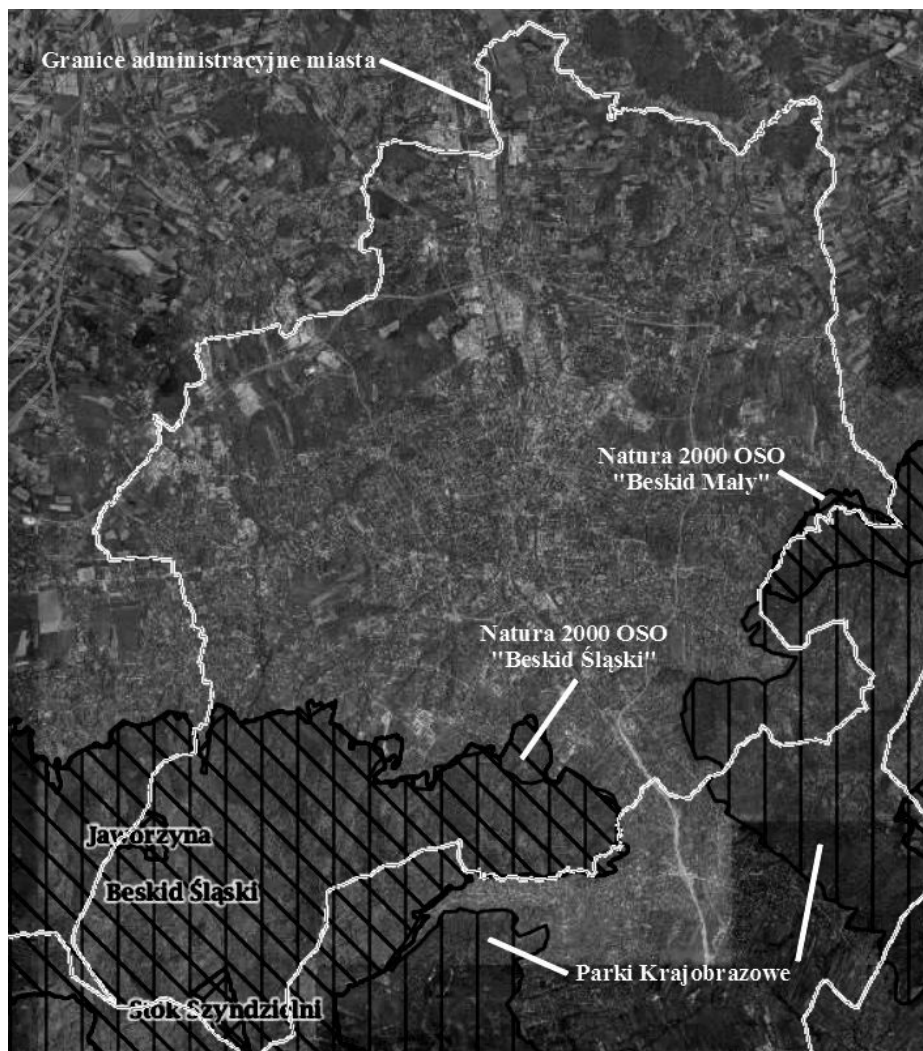 Granice administracyjne miasta
Natura 2000 OSO
"Beskid Mały"
Natura 2000 OSO
"Beskid Śląski"
Jaworzyna
Beskid Śląski
Parki Krajobrazowe
Stok Szyndzielni